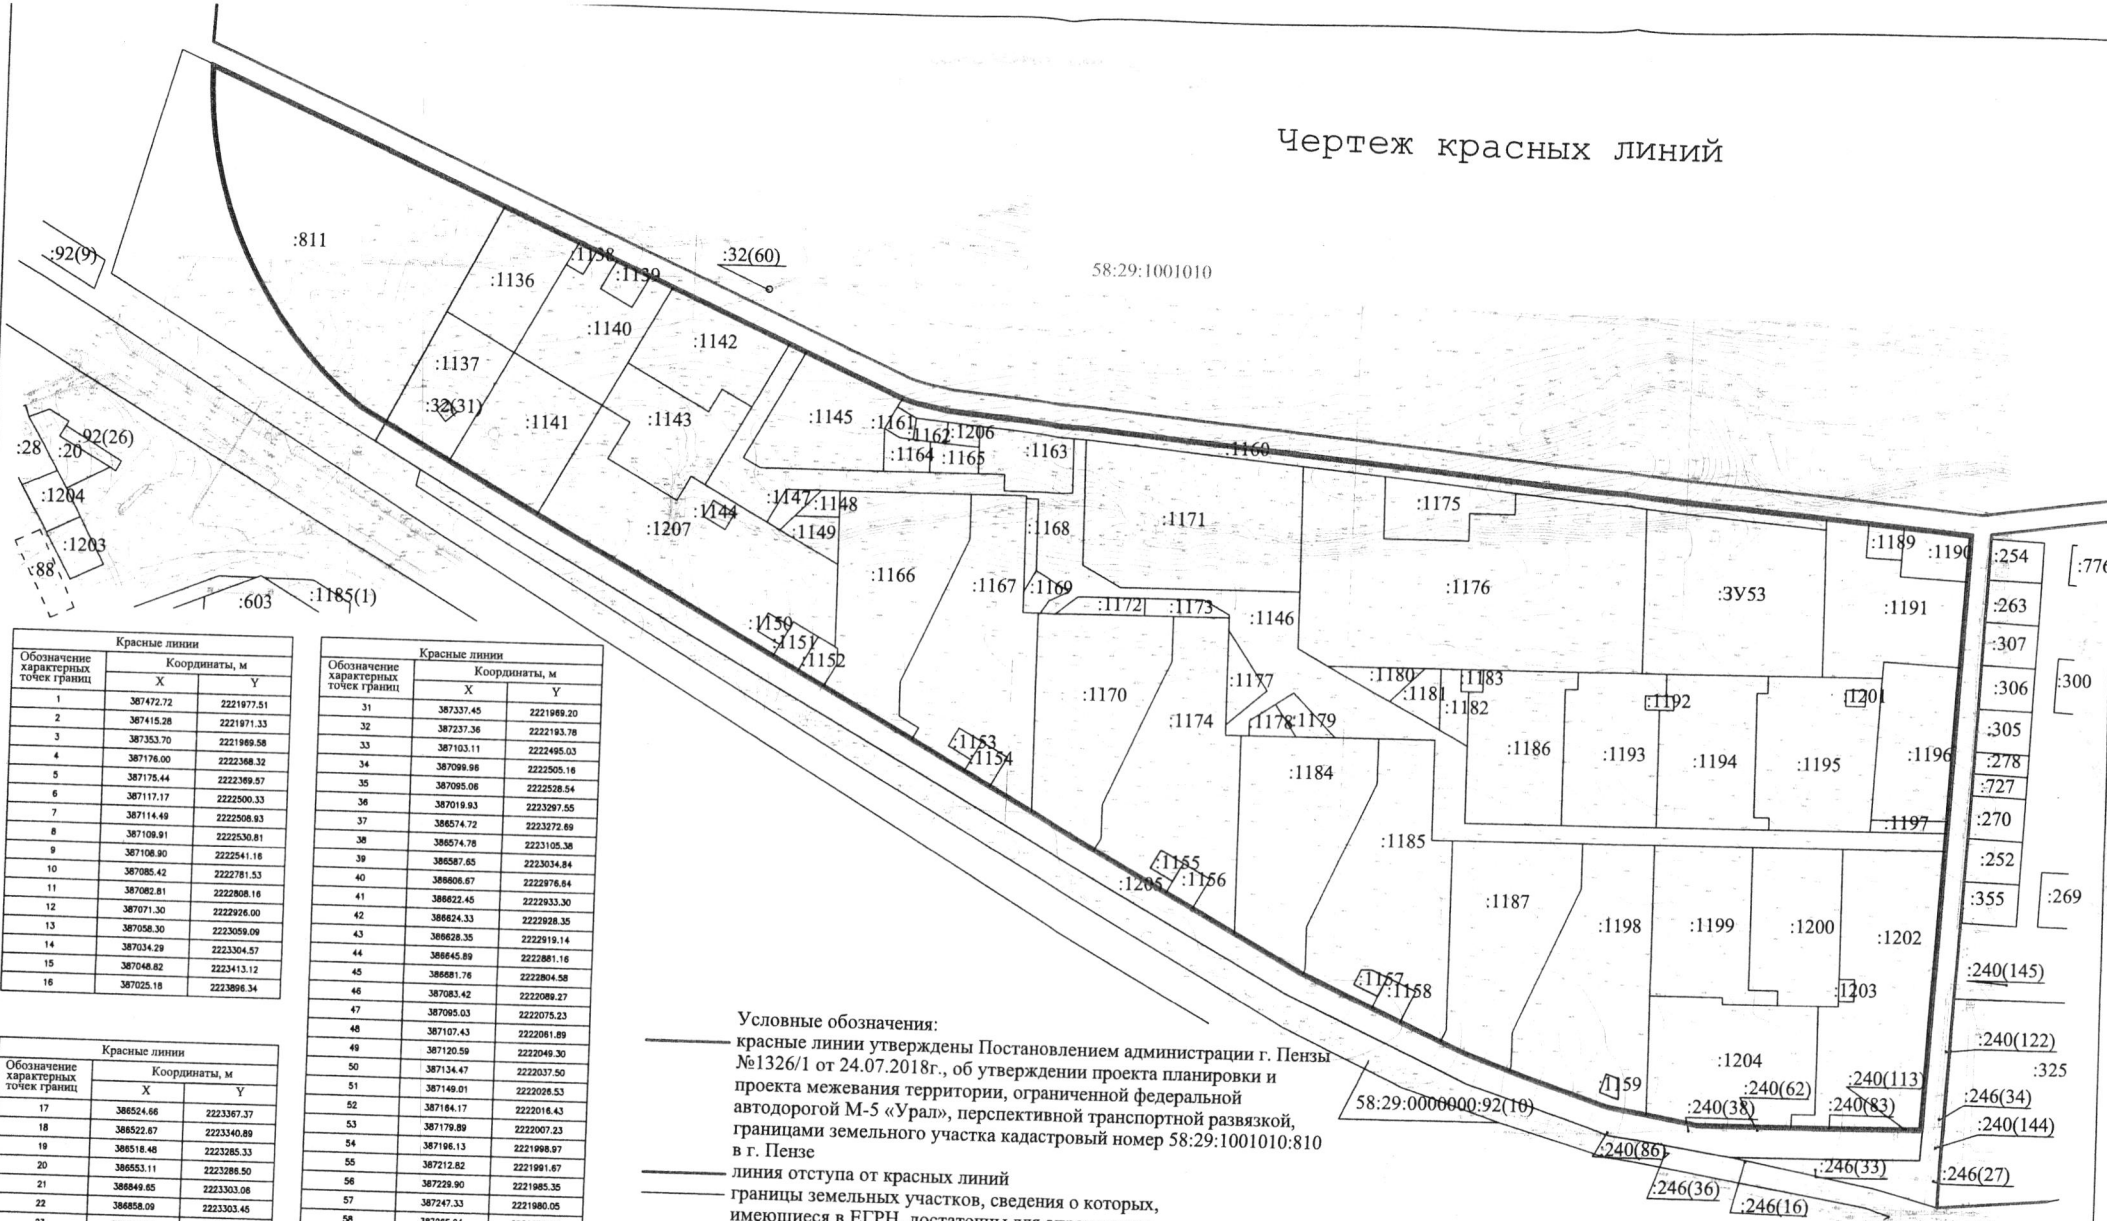 Чертеж красных линий
58:29:1001010
:92(9)
:811
:1136
:1138
:1139
:32(60)
:1140
:1142
:1137
:32(31)
:1141
:1143
:1145
:1161
:1162
:1206
:1164
:1165
:1163
:1160
:28
:20
:92(26)
:1204
:1203
:88
:603
:1185(1)
:1144
:1207
:1147
:1148
:1149
:1168
:1171
:1175
:1166
:1167
:1169
:1172
:1173
:1146
:1176
:ЗУ53
:1189
:1190
:1191
:254
:776
:263
:307
:306
:300
:305
:278
:727
:270
:252
:355
:269
:1150
:1151
:1152
:1153
:1154
:1170
:1174
:1177
:1178
:1179
:1180
:1181
:1183
:1182
:1192
:1201
:1186
:1193
:1194
:1195
:1196
:1197
:1184
:1185
:1155
:1156
:1205
:1187
:1198
:1199
:1200
:1202
:1203
:1157
:1158
:1204
:1159
:240(145)
:240(122)
:325
:240(62)
:240(113)
:240(38)
:240(83)
:246(34)
:240(144)
58:29:0000000:92(10)
:240(86)
:246(33)
:246(27)
:246(36)
:246(16)
Красные линии
Обозначение характерных точек границ
Координаты, м
X Y
1 387472.72 2221977.51
2 387415.28 2221971.33
3 387353.70 2221989.58
4 387176.00 2222368.32
5 387175.44 2222369.57
6 387117.17 2222500.33
7 387114.49 2222508.93
8 387109.91 2222530.81
9 387108.90 2222541.16
10 387085.42 2222781.53
11 387082.81 2222808.16
12 387071.30 2222926.00
13 387058.30 2223059.09
14 387034.29 2223304.57
15 387048.82 2223413.12
16 387025.18 2223896.34
Красные линии
Обозначение характерных точек границ
Координаты, м
X Y
17 386524.66 2223367.37
18 386522.67 2223340.89
19 386518.48 2223285.33
20 386553.11 2223286.50
21 386849.65 2223303.06
22 386858.09 2223303.45
Красные линии
Обозначение характерных точек границ
Координаты, м
X Y
31 387337.45 2221989.20
32 387237.36 2222193.78
33 387103.11 2222495.03
34 387099.96 2222505.16
35 387095.06 2222528.54
36 387019.93 2223297.55
37 386574.72 2223272.69
38 386574.78 2223105.38
39 386587.65 2223034.84
40 386606.67 2222976.64
41 386622.45 2222933.30
42 386624.33 2222928.35
43 386628.35 2222919.14
44 386645.89 2222881.16
45 386681.76 2222804.58
46 387083.42 2222089.27
47 387095.03 2222075.23
48 387107.43 2222061.89
49 387120.59 2222049.30
50 387134.47 2222037.50
51 387149.01 2222026.53
52 387164.17 2222016.43
53 387179.89 2222007.23
54 387196.13 2221998.97
55 387212.82 2221991.67
56 387229.90 2221985.35
57 387247.33 2221980.05
58
Условные обозначения:
красные линии утверждены Постановлением администрации г. Пензы
№1326/1 от 24.07.2018г., об утверждении проекта планировки и
проекта межевания территории, ограниченной федеральной
автодорогой М-5 «Урал», перспективной транспортной развязкой,
границами земельного участка кадастровый номер 58:29:1001010:810
в г. Пензе
линия отступа от красных линий
границы земельных участков, сведения о которых,
имеющиеся в ЕГРН, достаточны для